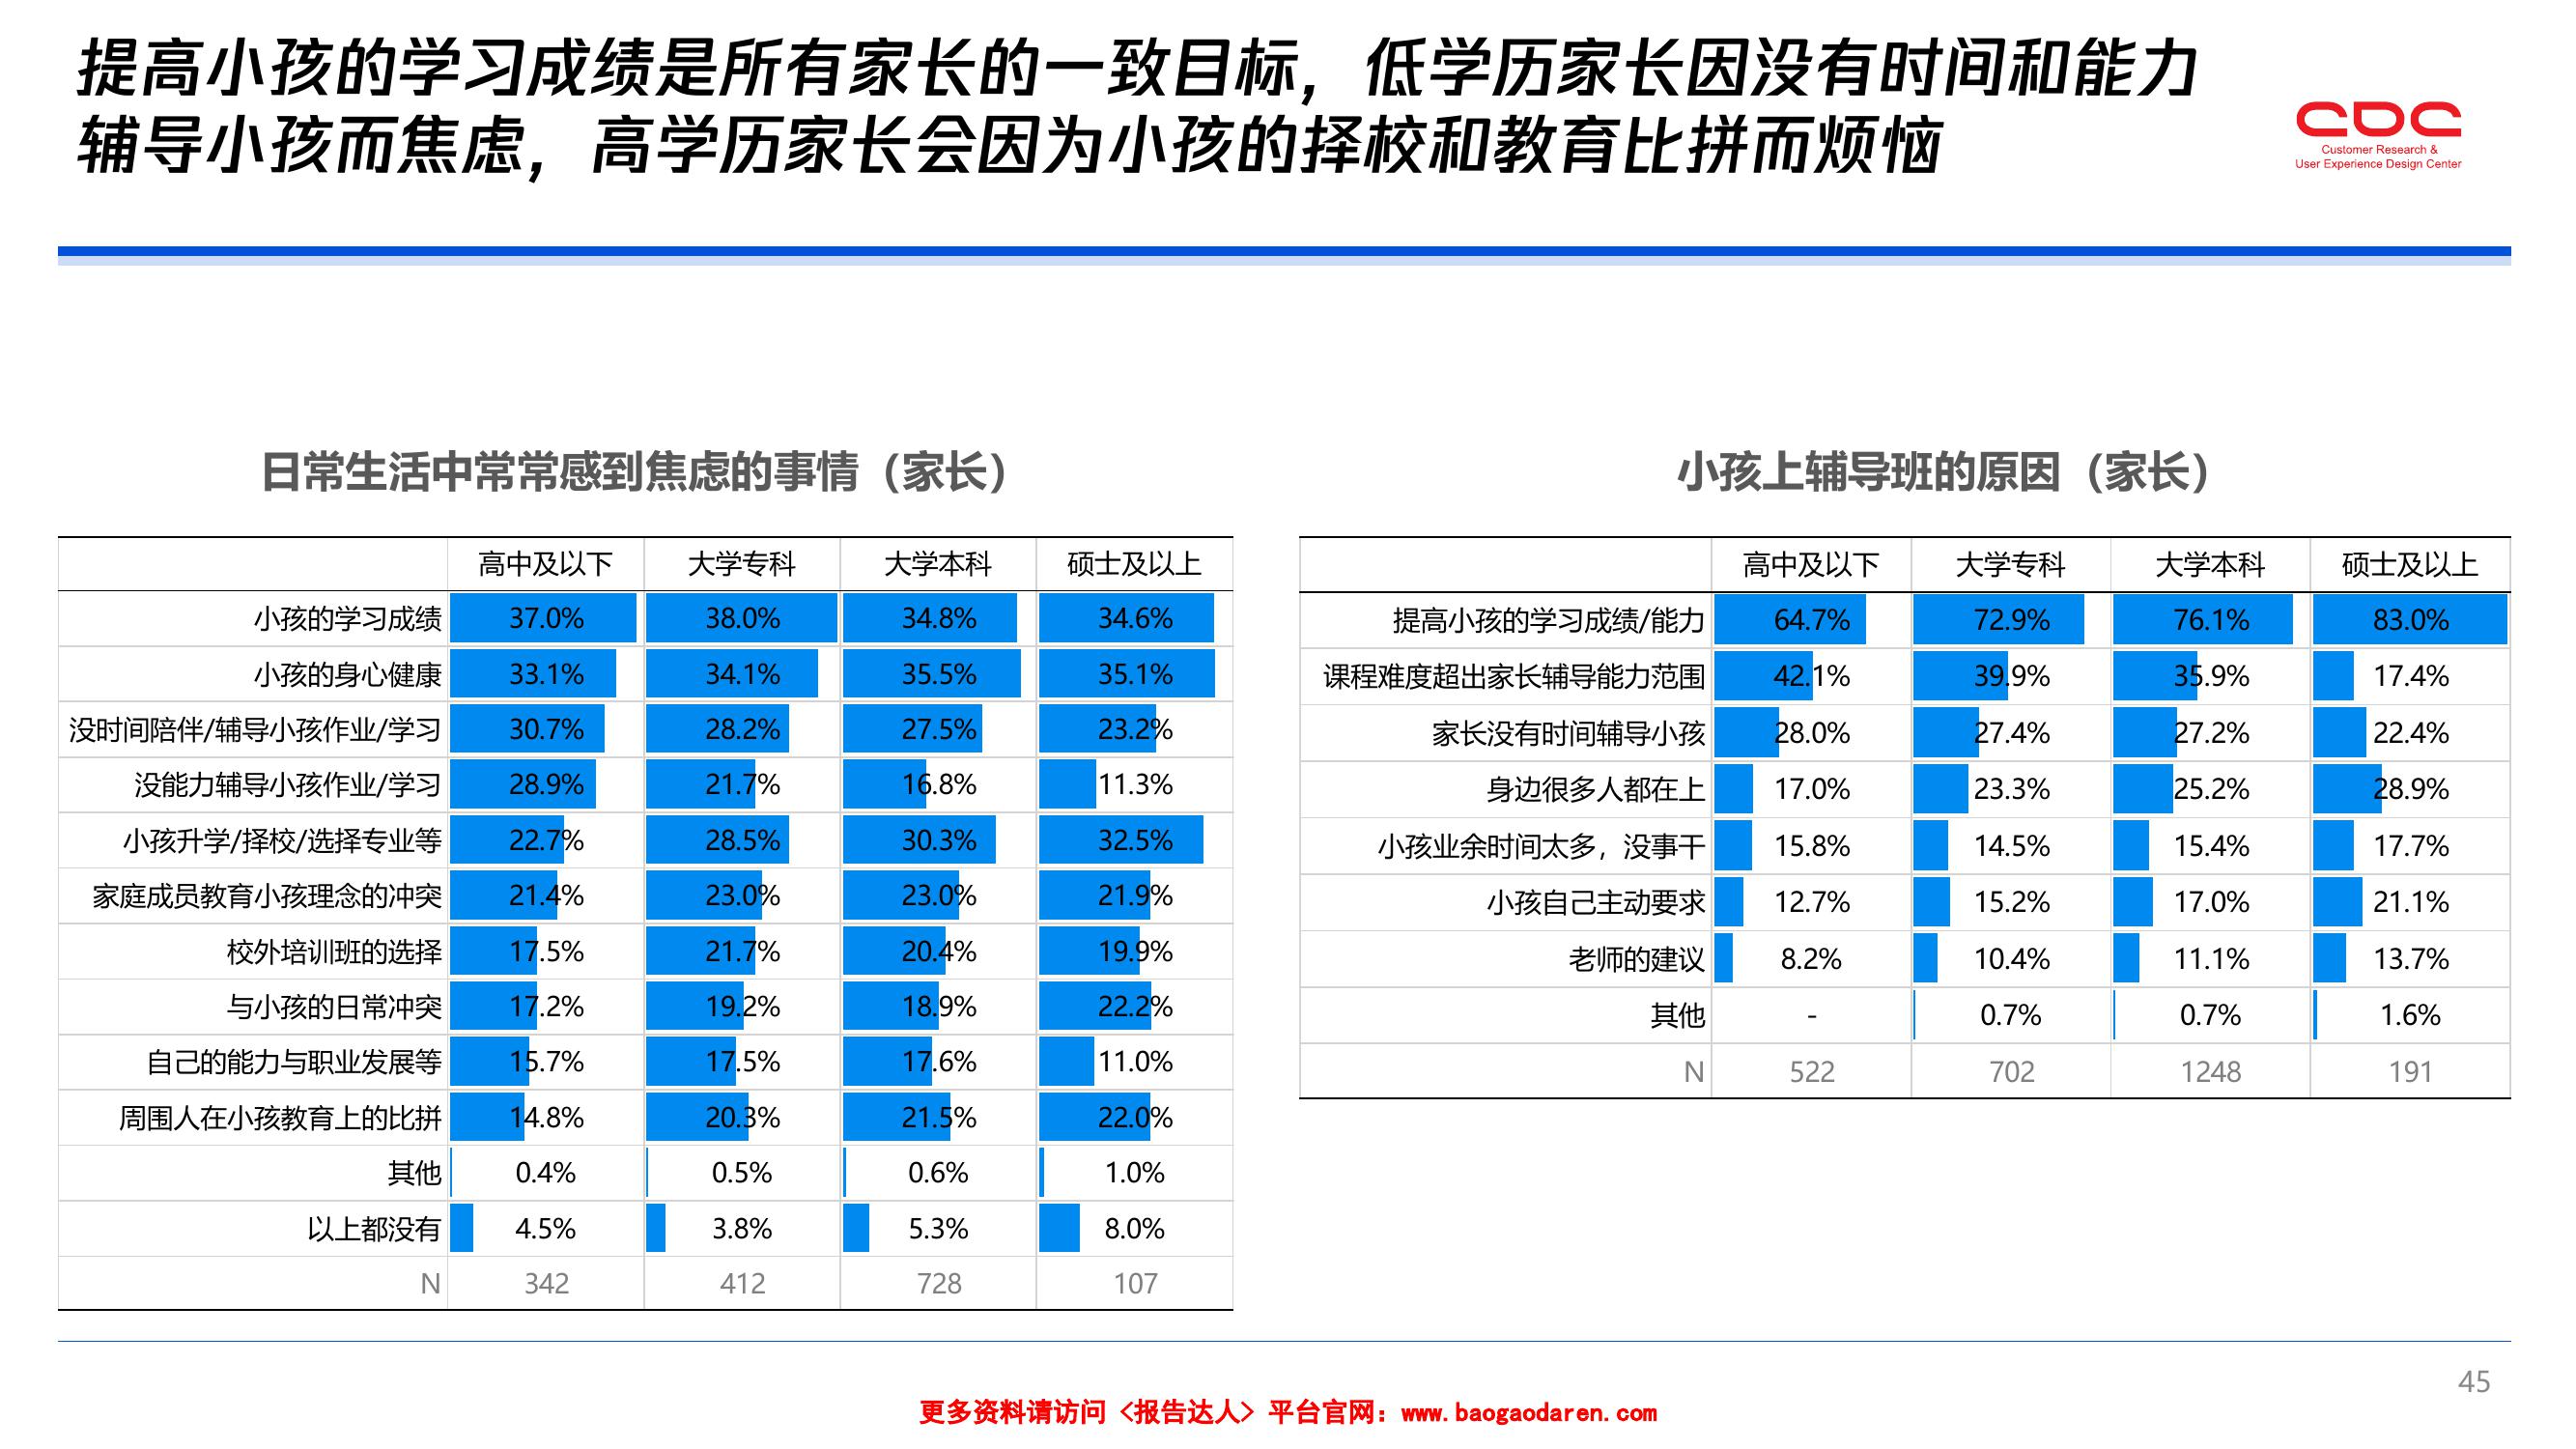 提高小孩的学习成绩是所有家长的一致目标，低学历家长因没有时间和能力
辅导小孩而焦虑，高学历家长会因为小孩的择校和教育比拼而烦恼
CDC
Customer Research &
User Experience Design Center
日常生活中常常感到焦虑的事情（家长）
高中及以下 大学专科 大学本科 硕士及以上
小孩的学习成绩 37.0% 38.0% 34.8% 34.6%
小孩的身心健康 33.1% 34.1% 35.5% 35.1%
没时间陪伴/辅导小孩作业/学习 30.7% 28.2% 27.5% 23.2%
没能力辅导小孩作业/学习 28.9% 21.7% 16.8% 11.3%
小孩升学/择校/选择专业等 22.7% 28.5% 30.3% 32.5%
家庭成员教育小孩理念的冲突 21.4% 23.0% 23.0% 21.9%
校外培训班的选择 17.5% 21.7% 20.4% 19.9%
与小孩的日常冲突 17.2% 19.2% 18.9% 22.2%
自己的能力与职业发展等 15.7% 17.5% 17.6% 11.0%
周围人在小孩教育上的比拼 14.8% 20.3% 21.5% 22.0%
其他 0.4% 0.5% 0.6% 1.0%
以上都没有 4.5% 3.8% 5.3% 8.0%
N 342 412 728 107
小孩上辅导班的原因（家长）
高中及以下 大学专科 大学本科 硕士及以上
提高小孩的学习成绩/能力 64.7% 72.9% 76.1% 83.0%
课程难度超出家长辅导能力范围 42.1% 39.9% 35.9% 17.4%
家长没有时间辅导小孩 28.0% 27.4% 27.2% 22.4%
身边很多人都在上 17.0% 23.3% 25.2% 28.9%
小孩业余时间太多，没事干 15.8% 14.5% 15.4% 17.7%
小孩自己主动要求 12.7% 15.2% 17.0% 21.1%
老师的建议 8.2% 10.4% 11.1% 13.7%
其他 - 0.7% 0.7% 1.6%
N 522 702 1248 191
45
更多资料请访问〈报告达人〉平台官网：www.baogaodaren.com